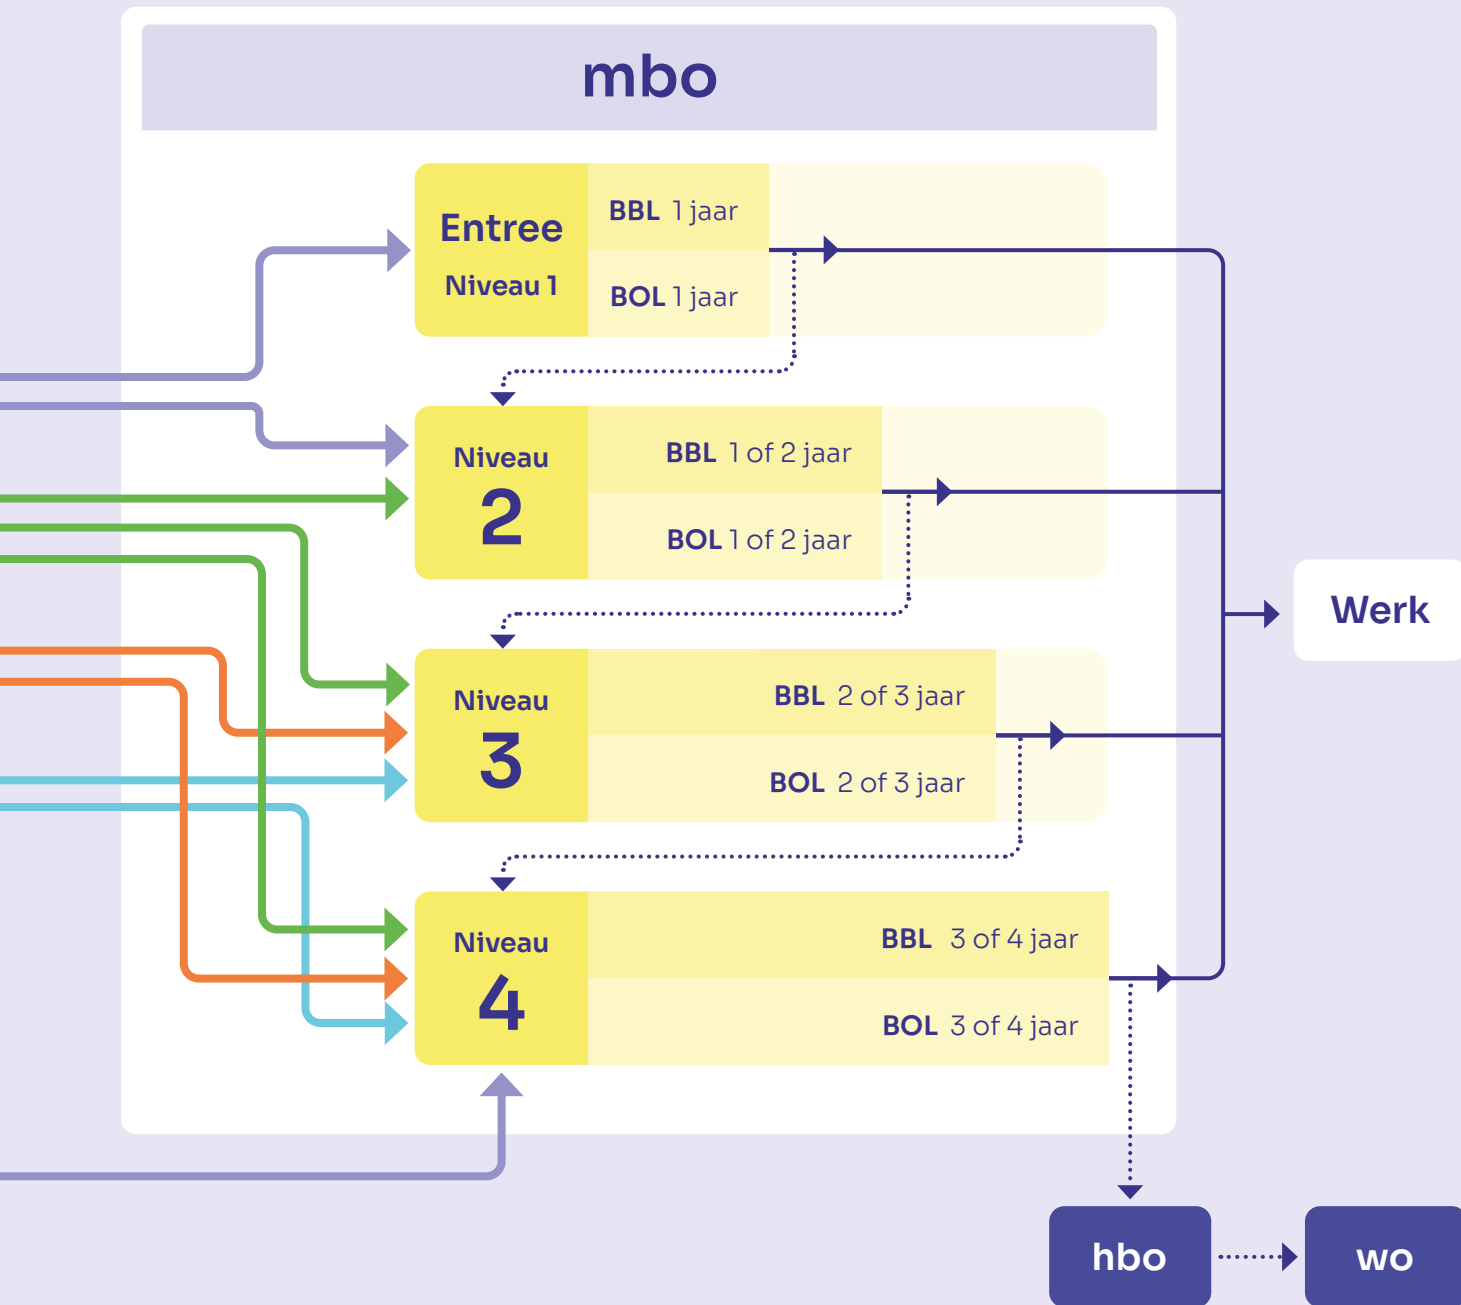 mbo
Entree
Niveau 1
BBL 1 jaar
BOL 1 jaar
Niveau
2
BBL 1 of 2 jaar
BOL 1 of 2 jaar
Niveau
3
BBL 2 of 3 jaar
BOL 2 of 3 jaar
Werk
Niveau
4
BBL 3 of 4 jaar
BOL 3 of 4 jaar
hbo
wo